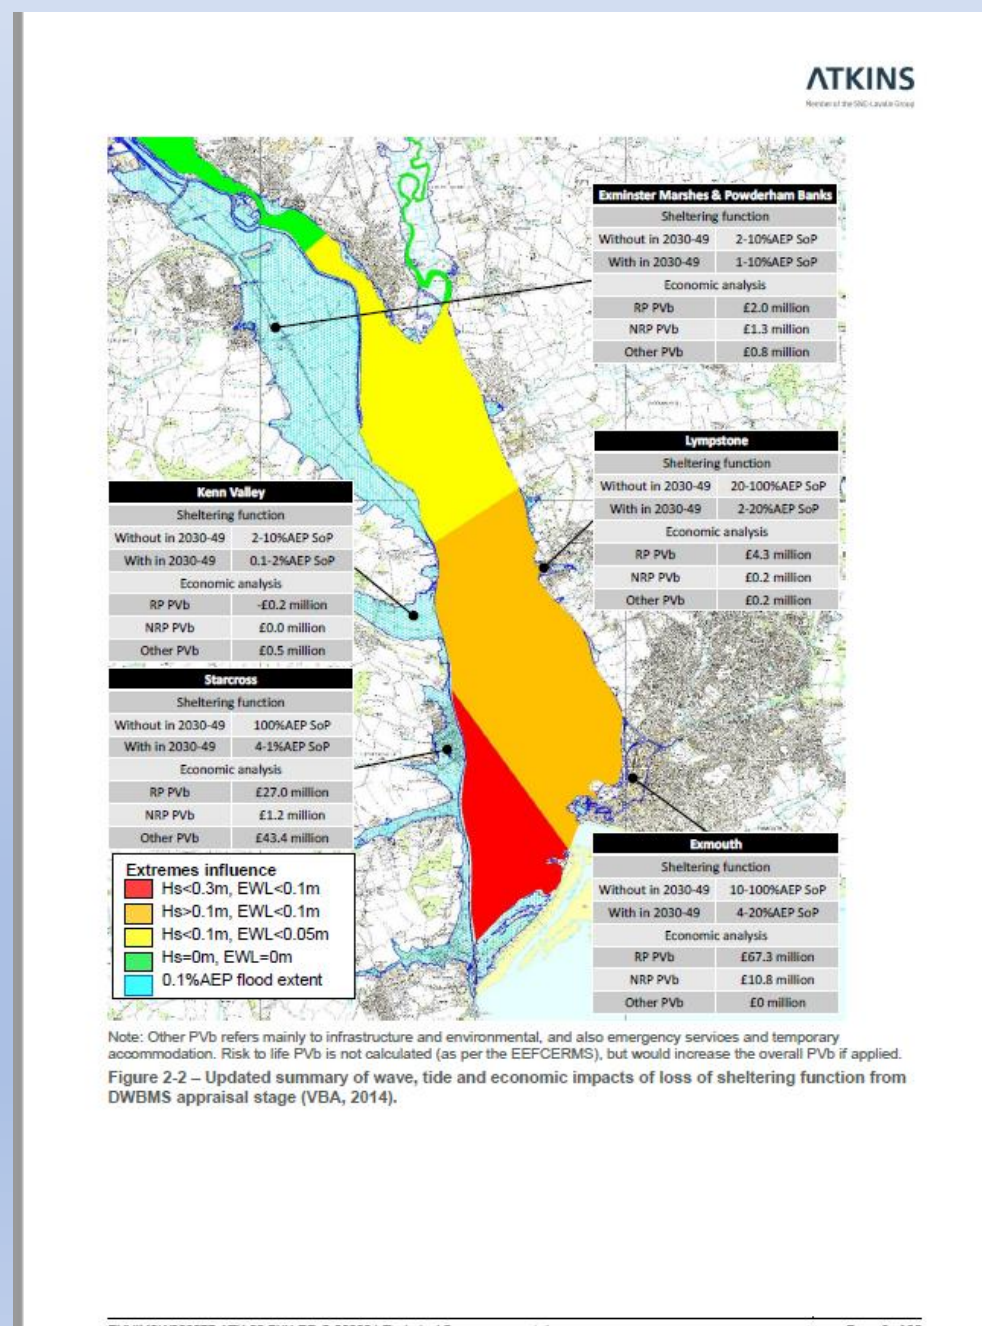 ATKINS
Member of the SNC-Lavalin Group
Exminster Marshes & Powderham Banks
Sheltering function
Without in 2030-49 2-10%AEP SoP
With in 2030-49 1-10%AEP SoP
Economic analysis
RP PVb £2.0 million
NRP PVb £1.3 million
Other PVb £0.8 million
Lympstone
Sheltering function
Without in 2030-49 20-100%AEP SoP
With in 2030-49 2-20%AEP SoP
Economic analysis
RP PVb £4.3 million
NRP PVb £0.2 million
Other PVb £0.2 million
Kenn Valley
Sheltering function
Without in 2030-49 2-10%AEP SoP
With in 2030-49 0.1-2%AEP SoP
Economic analysis
RP PVb -£0.2 million
NRP PVb £0.0 million
Other PVb £0.5 million
Starcross
Sheltering function
Without in 2030-49 100%AEP SoP
With in 2030-49 4-1%AEP SoP
Economic analysis
RP PVb £27.0 million
NRP PVb £1.2 million
Other PVb £43.4 million
Exmouth
Sheltering function
Without in 2030-49 10-100%AEP SoP
With in 2030-49 4-20%AEP SoP
Economic analysis
RP PVb £67.3 million
NRP PVb £10.8 million
Other PVb £0 million
Extremes influence
Hs<0.3m, EWL<0.1m
Hs>0.1m, EWL<0.1m
Hs<0.1m, EWL<0.05m
Hs=0m, EWL=0m
0.1%AEP flood extent
Note: Other PVb refers mainly to infrastructure and environmental, and also emergency services and temporary
accommodation. Risk to life PVb is not calculated (as per the EEFCERMS), but would increase the overall PVb if applied.
Figure 2-2 – Updated summary of wave, tide and economic impacts of loss of sheltering function from
DWBMS appraisal stage (VBA, 2014).